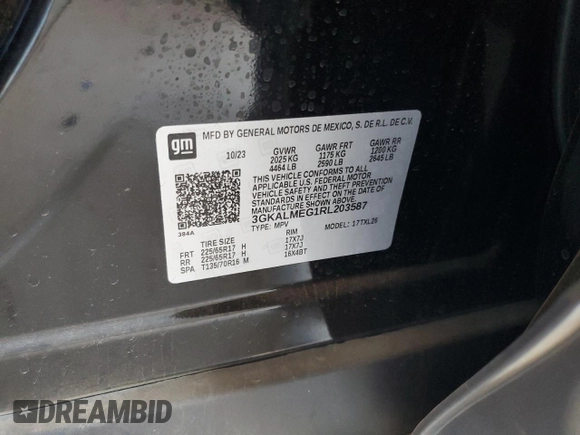 gm MFD BY GENERAL MOTORS DE MEXICO, S. DE R.L. DE C.V.
10/23 GVWR GAWR FRT GAWR RR
2025 KG 1175 KG 1200 KG
4464 LB 2590 LB 2645 LB
THIS VEHICLE CONFORMS TO ALL
APPLICABLE U.S. FEDERAL MOTOR
VEHICLE SAFETY AND THEFT PREVENTION
STANDARDS IN EFFECT ON THE DATE OF
MANUFACTURE SHOWN ABOVE.
3GKALMEG1RL203587
TYPE: MPV MODEL: 17TXL26
384A
TIRE SIZE RIM
FRT 225/65R17 H 17X7J
RR 225/65R17 H 17X7J
SPA T135/70R16 M 16X4BT
DREAMBID